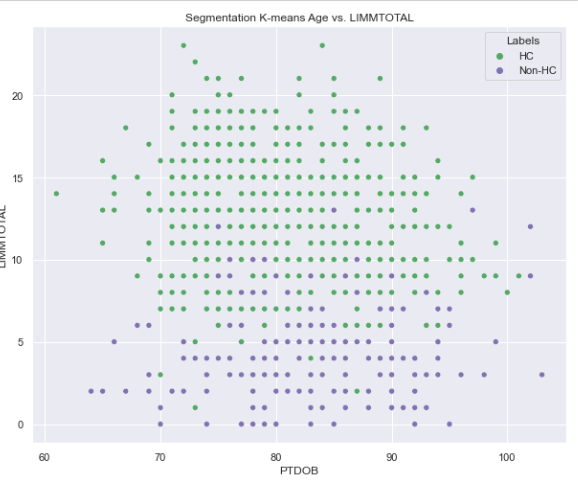 Segmentation K-means Age vs. LIMMTOTAL
Labels
HC
Non-HC
20
15
10
5
0
LIMMTOTAL
60 70 80 90 100
PTDOB